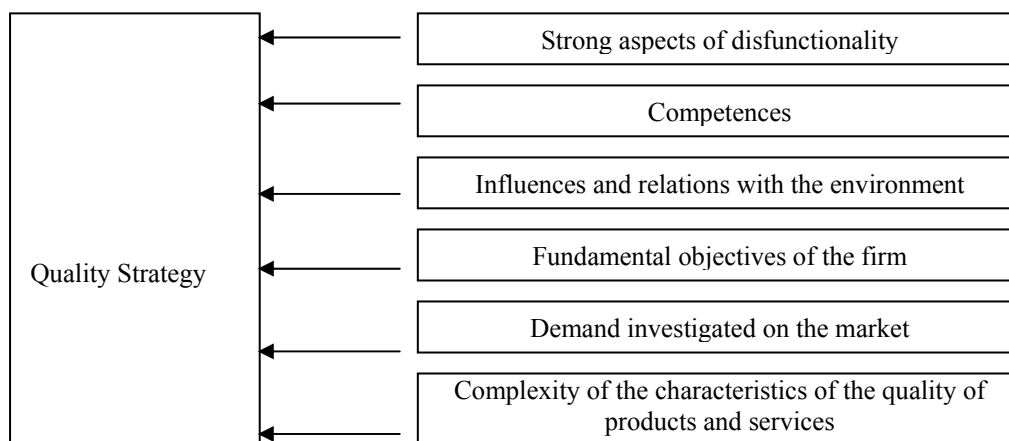 Strong aspects of disfunctionality
Competences
Influences and relations with the environment
Fundamental objectives of the firm
Quality Strategy
Demand investigated on the market
Complexity of the characteristics of the quality of
products and services